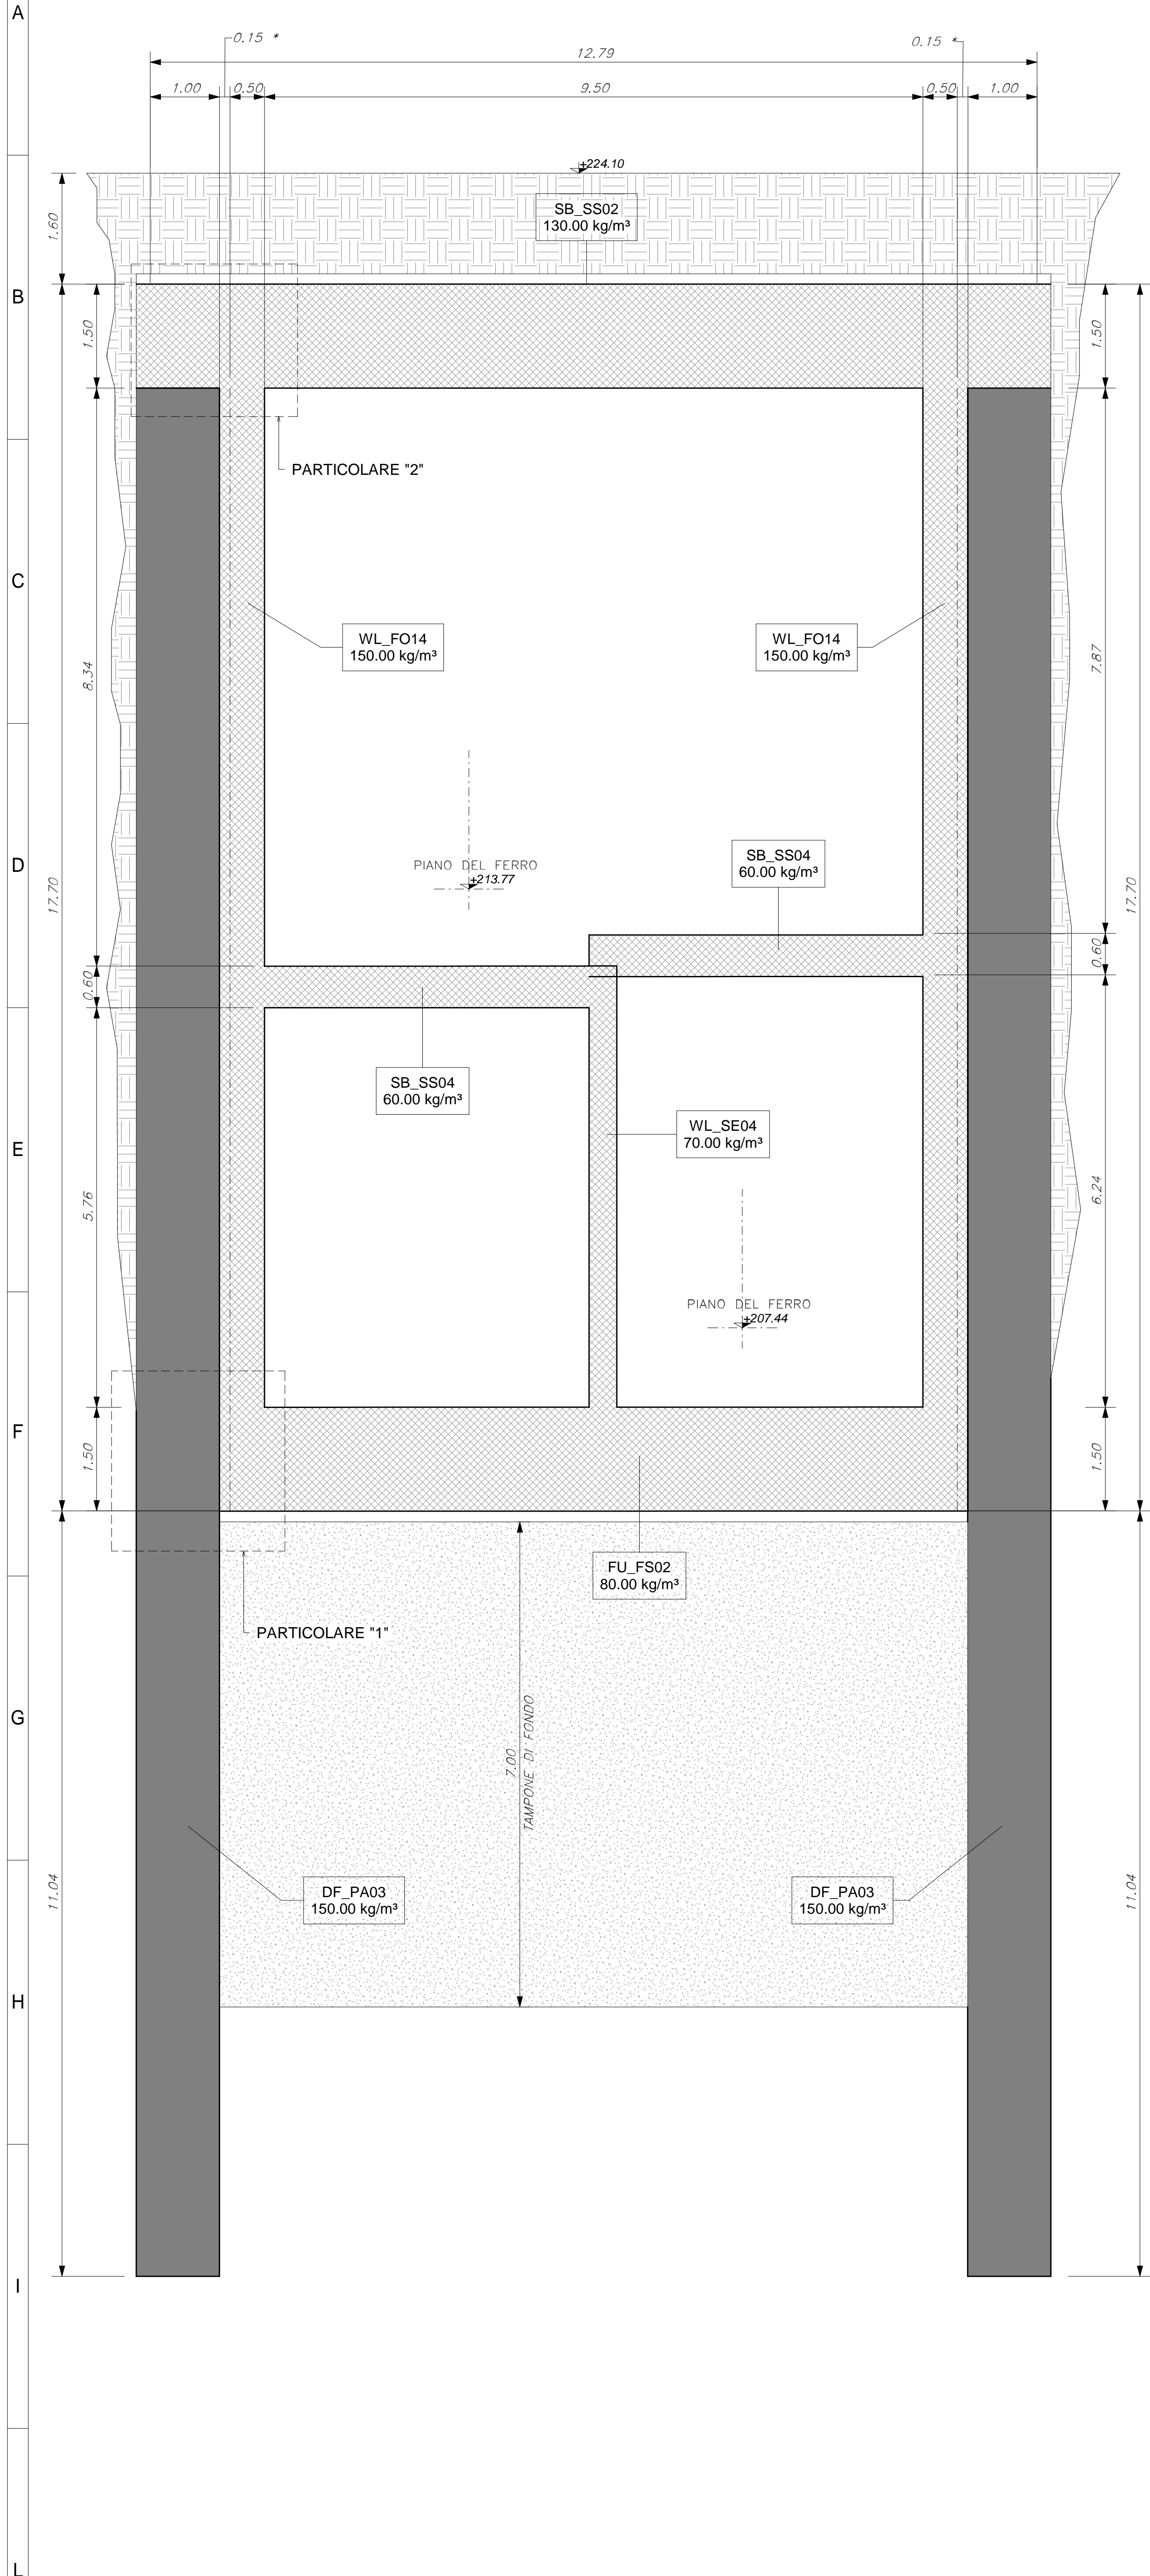 A
0.15 *
0.15 *
12.79
1.00
0.50
9.50
0.50
1.00
+224.10
1.60
SB_SS02
130.00 kg/m³
B
1.50
1.50
PARTICOLARE "2"
C
WL_FO14
150.00 kg/m³
WL_FO14
150.00 kg/m³
8.34
7.87
D
PIANO DEL FERRO
+213.77
SB_SS04
60.00 kg/m³
17.70
17.70
0.60
0.60
SB_SS04
60.00 kg/m³
WL_SE04
70.00 kg/m³
E
5.76
6.24
PIANO DEL FERRO
+207.44
F
1.50
1.50
FU_FS02
80.00 kg/m³
PARTICOLARE "1"
G
7.00
TAMPONE DI FONDO
11.04
11.04
DF_PA03
150.00 kg/m³
DF_PA03
150.00 kg/m³
H
I
L